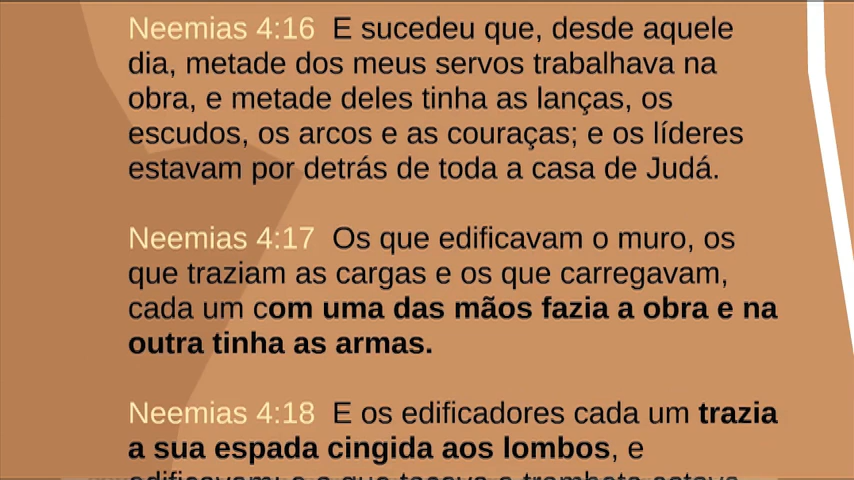 Neemias 4:16 E sucedeu que, desde aquele
dia, metade dos meus servos trabalhava na
obra, e metade deles tinha as lanças, os
escudos, os arcos e as couraças; e os líderes
estavam por detrás de toda a casa de Judá.
Neemias 4:17 Os que edificavam o muro, os
que traziam as cargas e os que carregavam,
cada um com uma das mãos fazia a obra e na
outra tinha as armas.
Neemias 4:18 E os edificadores cada um trazia
a sua espada cingida aos lombos, e